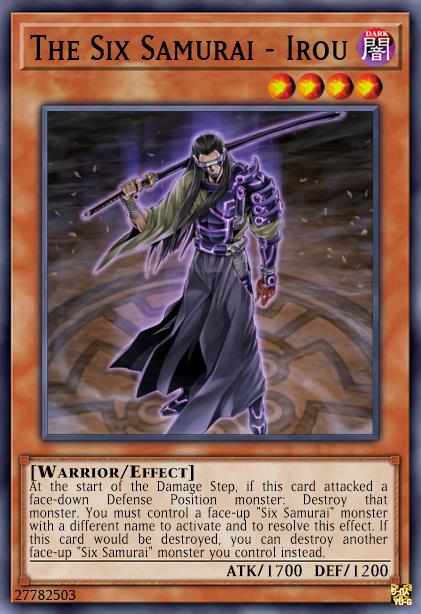 The Six Samurai - Irou
DARK
闇
[Warrior/Effect]
At the start of the Damage Step, if this card attacked a
face-down Defense Position monster: Destroy that
monster. You must control a face-up "Six Samurai" monster
with a different name to activate and to resolve this effect. If
this card would be destroyed, you can destroy another
face-up "Six Samurai" monster you control instead.
ATK/1700 DEF/1200
27782503